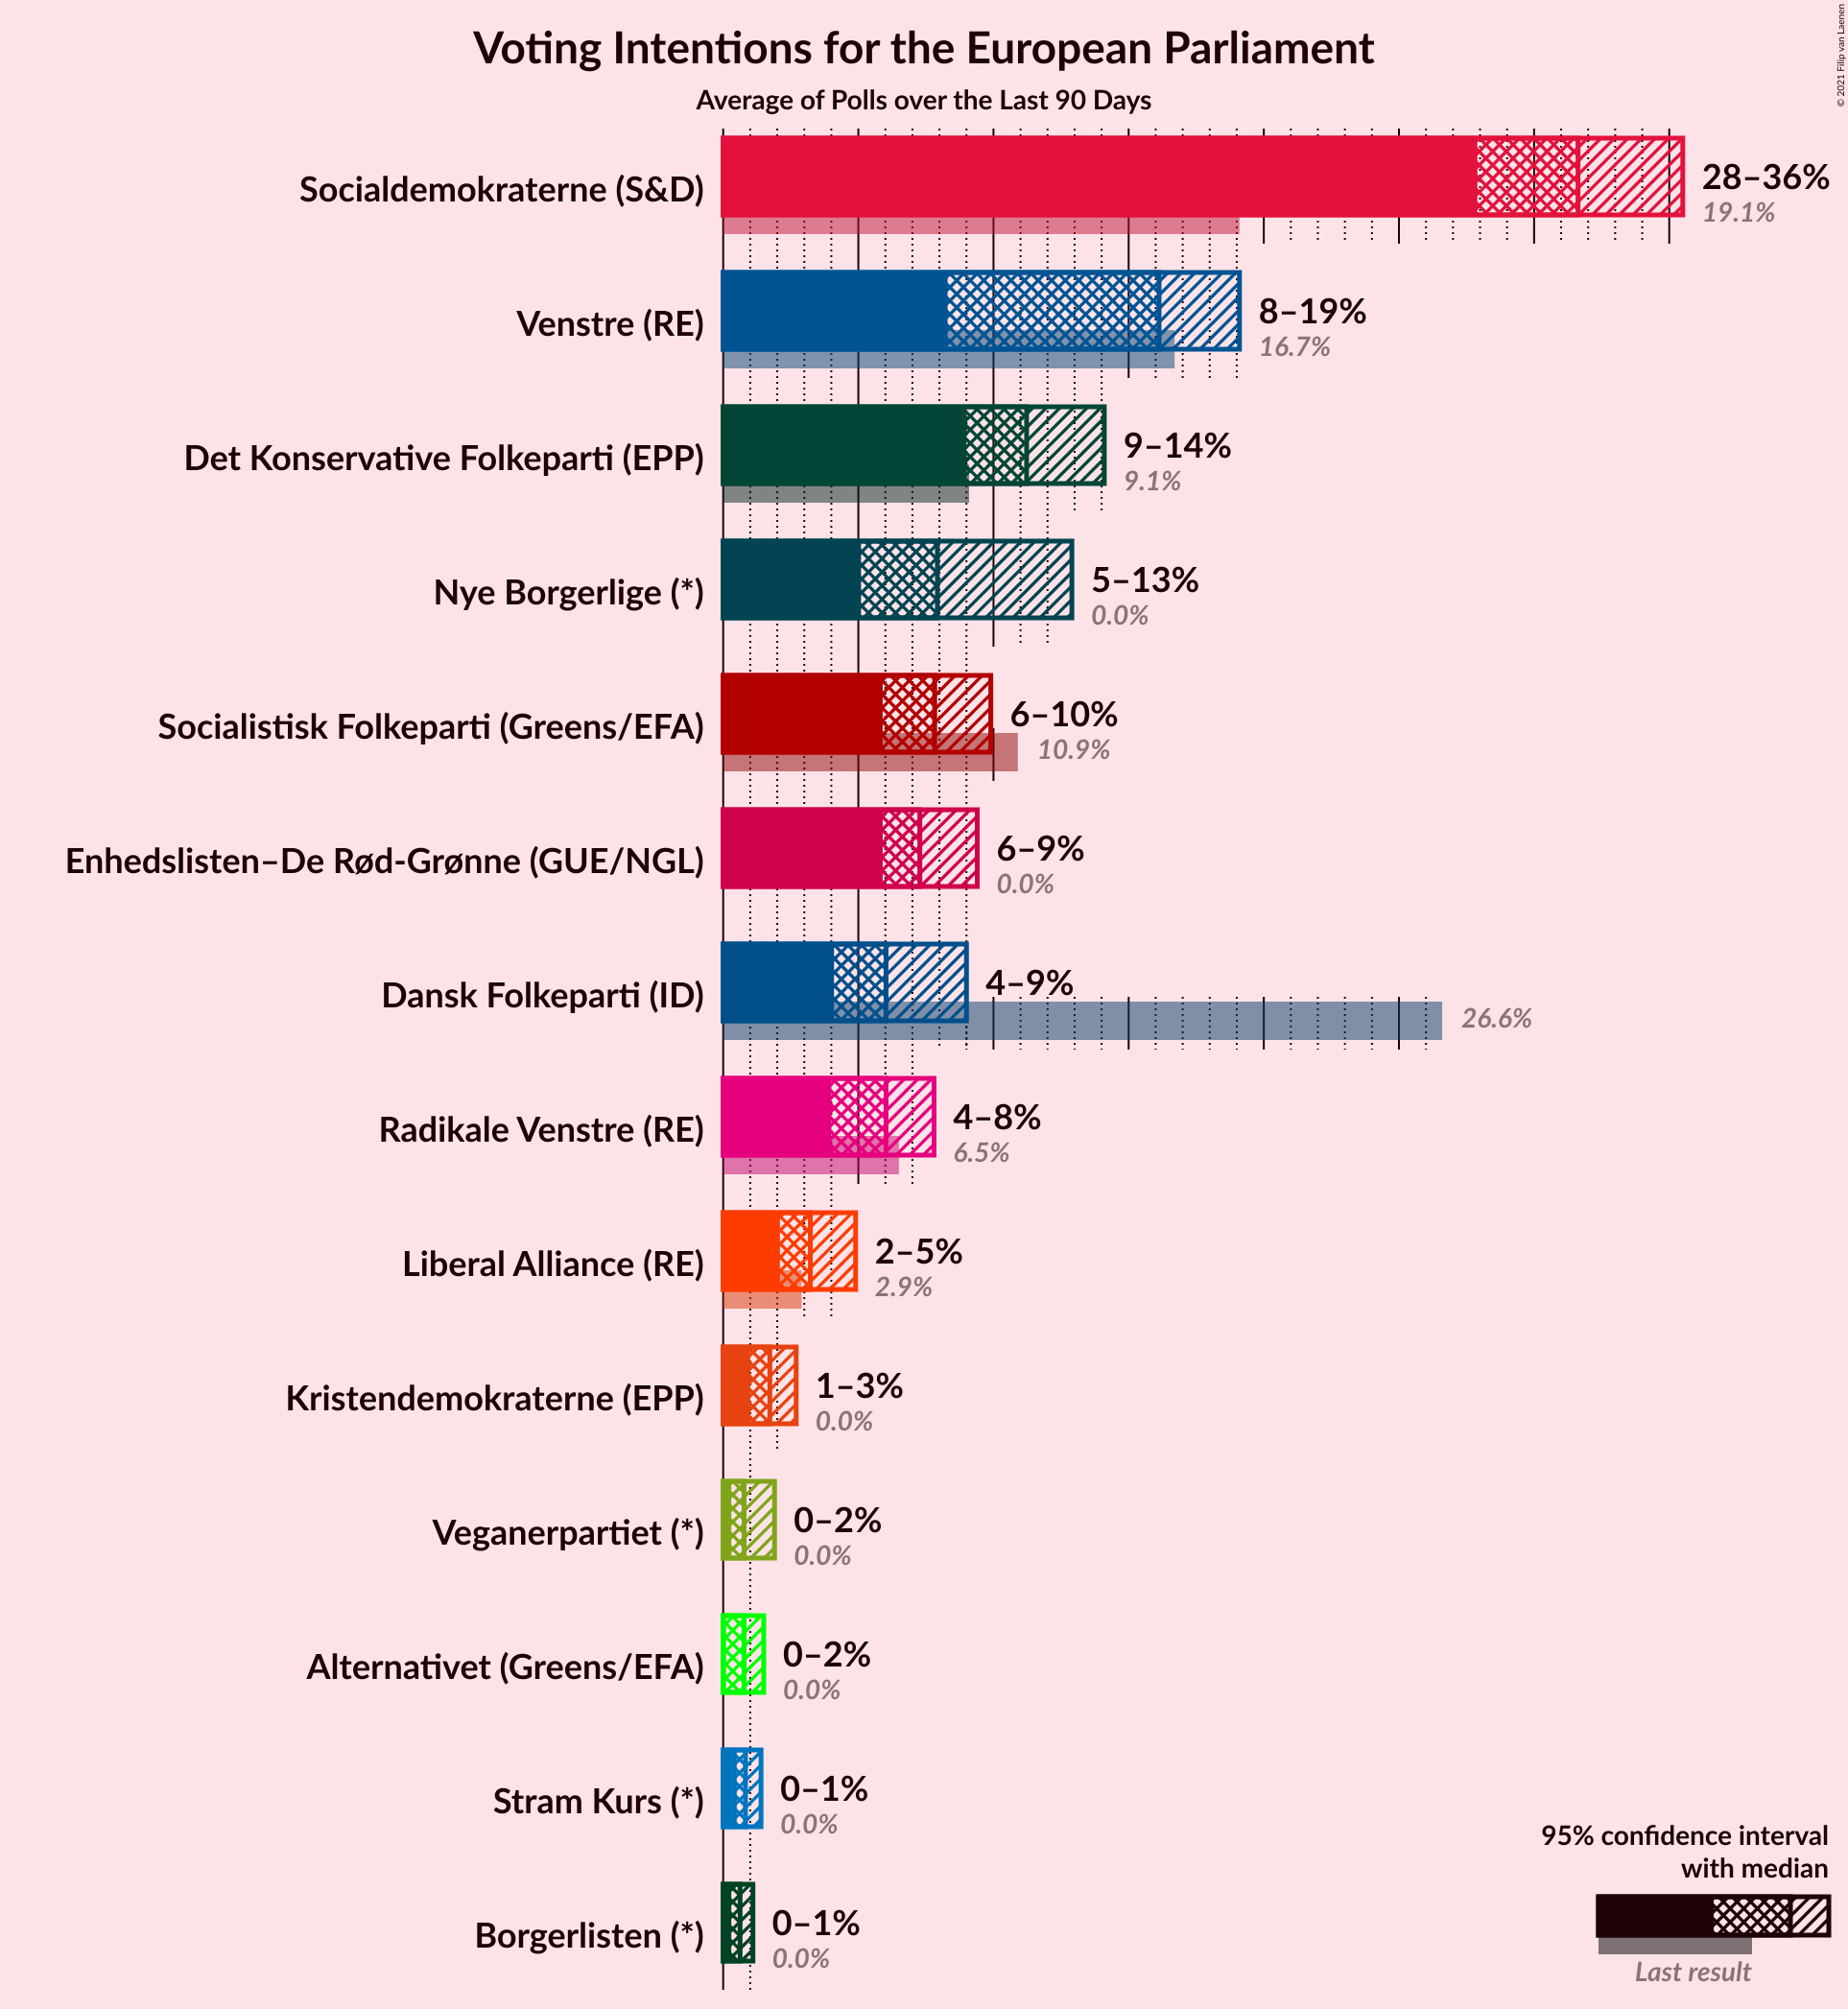 Voting Intentions for the European Parliament
Average of Polls over the Last 90 Days
© 2021 Filip van Laenen
Socialdemokraterne (S&D)
28–36%
19.1%
Venstre (RE)
8–19%
16.7%
Det Konservative Folkeparti (EPP)
9–14%
9.1%
Nye Borgerlige (*)
5–13%
0.0%
Socialistisk Folkeparti (Greens/EFA)
6–10%
10.9%
Enhedslisten–De Rød-Grønne (GUE/NGL)
6–9%
0.0%
Dansk Folkeparti (ID)
4–9%
26.6%
Radikale Venstre (RE)
4–8%
6.5%
Liberal Alliance (RE)
2–5%
2.9%
Kristendemokraterne (EPP)
1–3%
0.0%
Veganerpartiet (*)
0–2%
0.0%
Alternativet (Greens/EFA)
0–2%
0.0%
Stram Kurs (*)
0–1%
0.0%
Borgerlisten (*)
0–1%
0.0%
95% confidence interval
with median
Last result